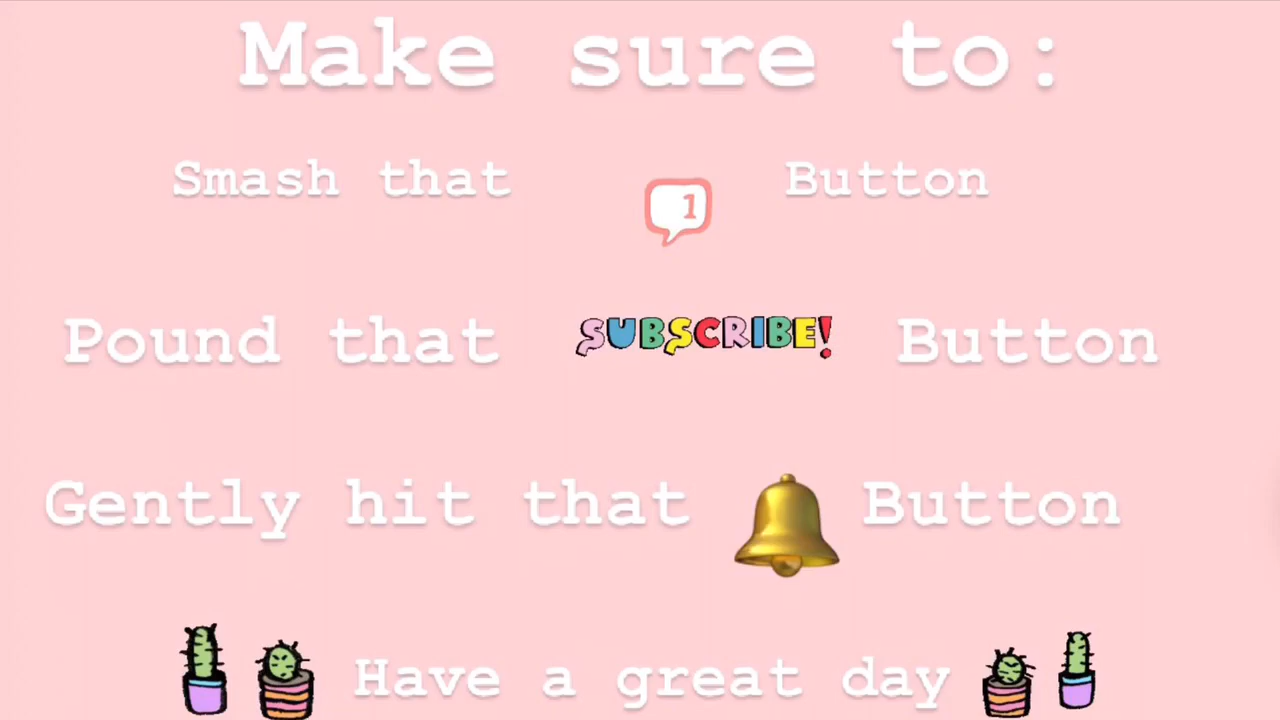 Make sure to:
Smash that 1 Button
Pound that SUBSCRIBE! Button
Gently hit that Button
Have a great day